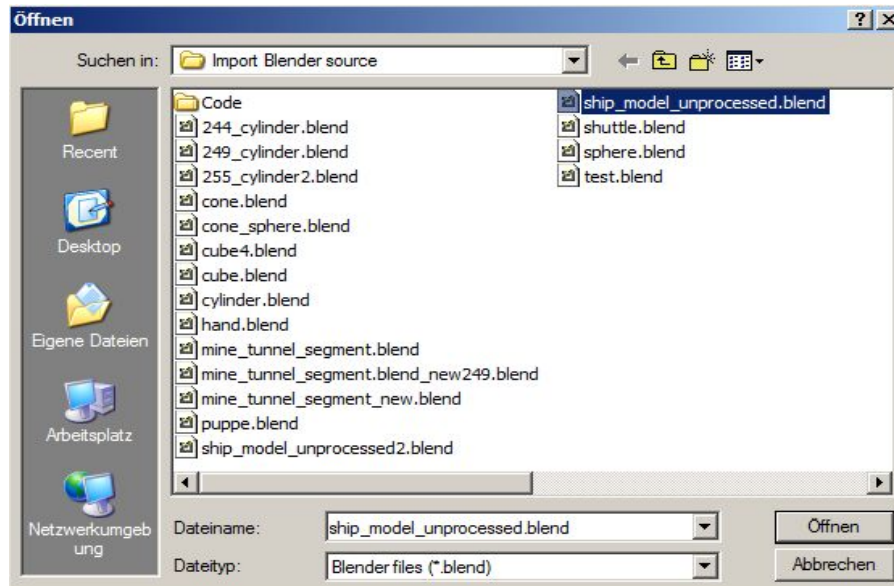 Öffnen
Suchen in:
Import Blender source
Recent
Desktop
Eigene Dateien
Arbeitsplatz
Netzwerkumgeb
ung
Code
244_cylinder.blend
249_cylinder.blend
255_cylinder2.blend
cone.blend
cone_sphere.blend
cube4.blend
cube.blend
cylinder.blend
hand.blend
mine_tunnel_segment.blend
mine_tunnel_segment.blend_new249.blend
mine_tunnel_segment_new.blend
puppe.blend
ship_model_unprocessed2.blend
ship_model_unprocessed.blend
shuttle.blend
sphere.blend
test.blend
Dateiname:
ship_model_unprocessed.blend
Öffnen
Dateityp:
Blender files (*.blend)
Abbrechen